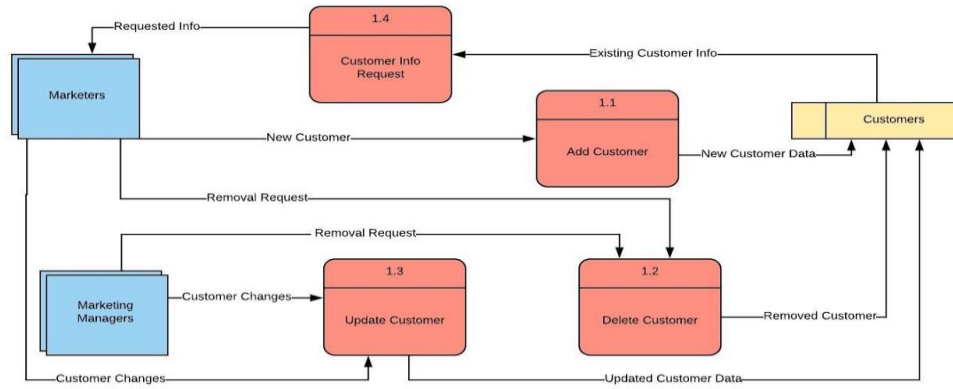 1.4
Requested Info
Customer Info
Request
Existing Customer Info
Marketers
1.1
Customers
New Customer
Add Customer
New Customer Data
Removal Request
Removal Request
1.3
1.2
Marketing
Managers
Customer Changes
Update Customer
Delete Customer
Removed Customer
Customer Changes
Updated Customer Data